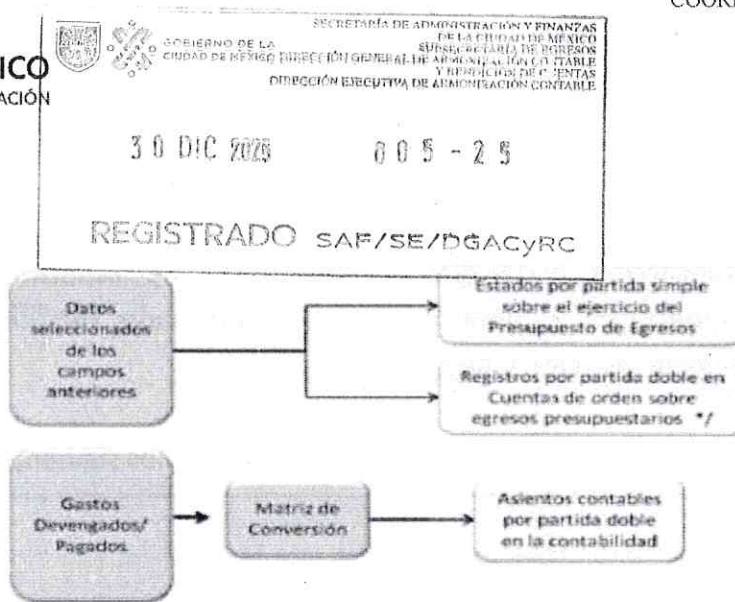 COOR
SECRETARÍA DE ADMINISTRACIÓN Y FINANZAS
DE LA CIUDAD DE MÉXICO
SUBSECRETARÍA DE EGRESOS
DIRECCIÓN GENERAL DE ARMONIZACIÓN CONTABLE
Y RENDICIÓN DE CUENTAS
DIRECCIÓN EJECUTIVA DE ARMONIZACIÓN CONTABLE
GOBIERNO DE LA
CIUDAD DE MÉXICO
ICO
ACIÓN
30 DIC 2025
005-25
REGISTRADO SAF/SE/DGACyRC
Datos
seleccionados
de los
campos
anteriores
Estados por partida simple
sobre el ejercicio del
Presupuesto de Egresos
Registros por partida doble en
Cuentas de orden sobre
egresos presupuestarios */
Gastos
Devengados/
Pagados
Matriz de
Conversión
Asientos contables
por partida doble
en la contabilidad